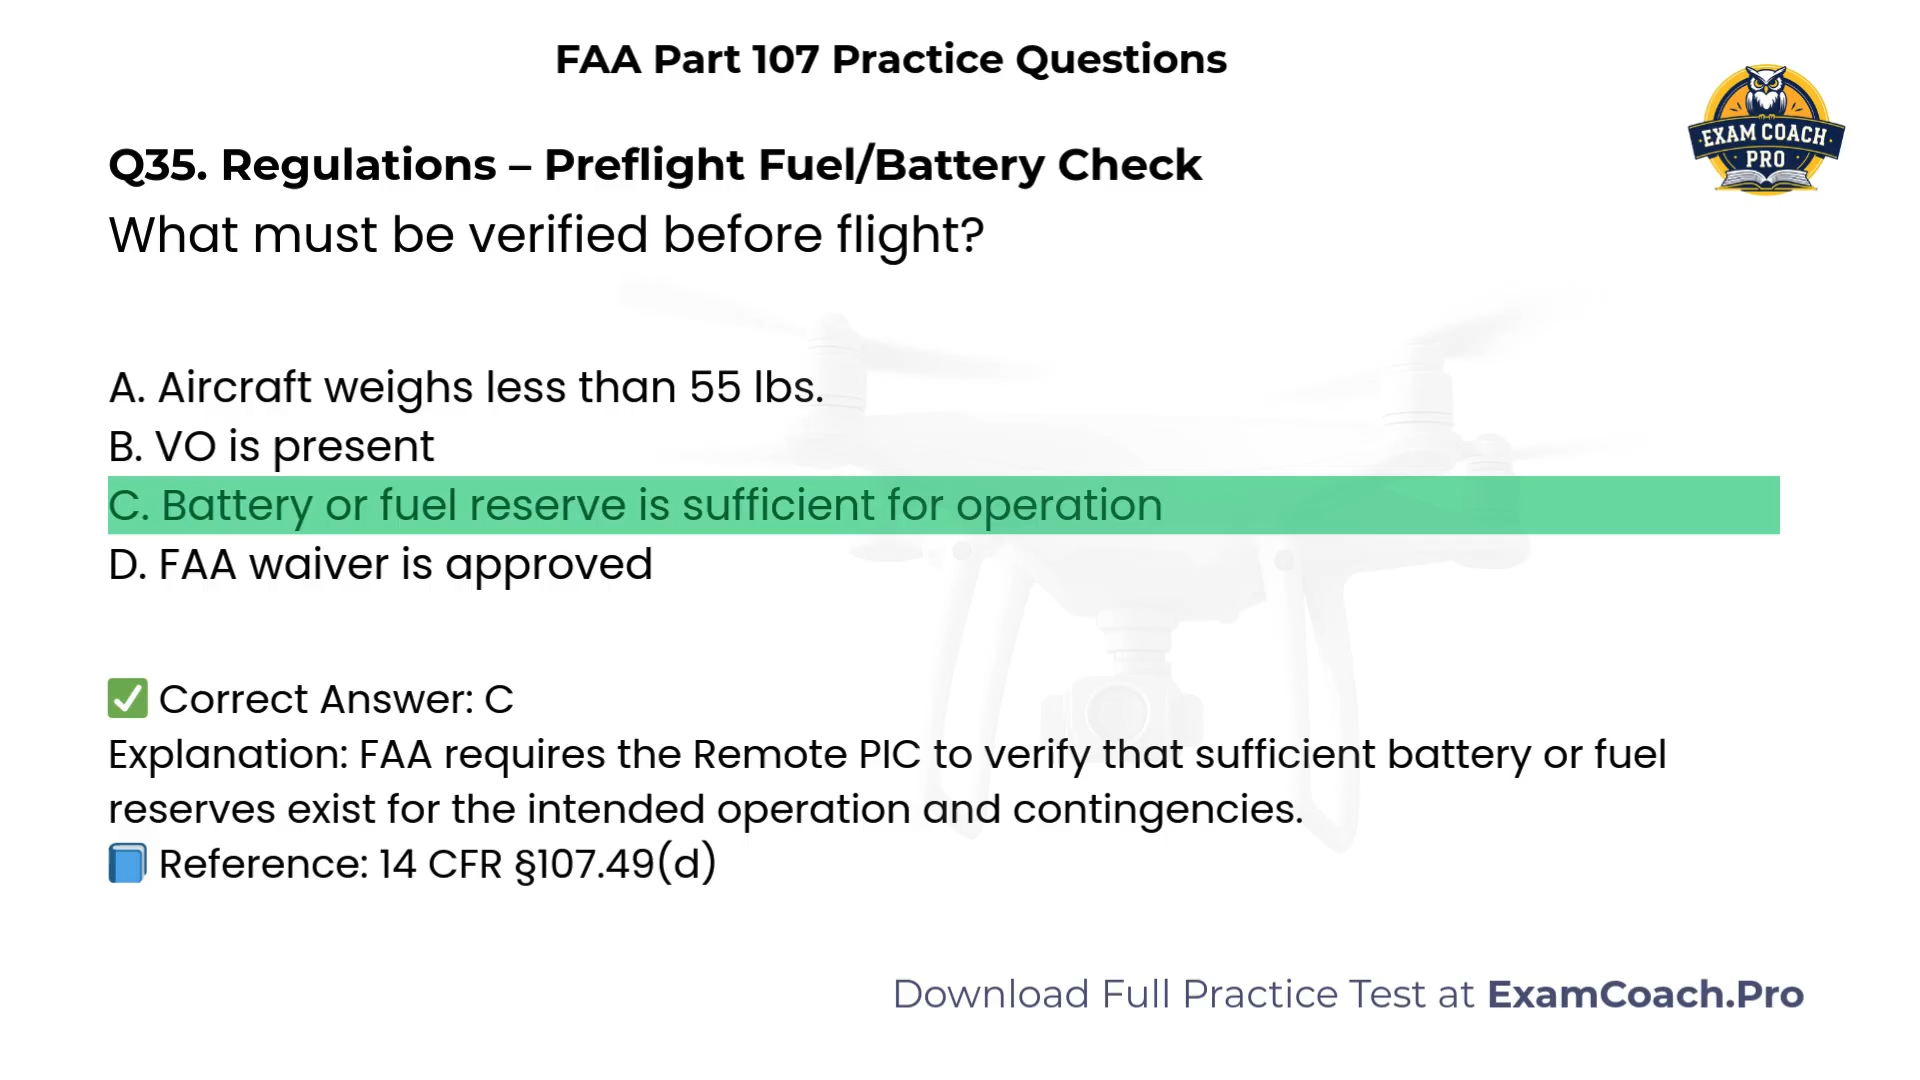 FAA Part 107 Practice Questions
EXAM COACH
PRO
Q35. Regulations – Preflight Fuel/Battery Check
What must be verified before flight?
A. Aircraft weighs less than 55 lbs.
B. VO is present
C. Battery or fuel reserve is sufficient for operation
D. FAA waiver is approved
✅ Correct Answer: C
Explanation: FAA requires the Remote PIC to verify that sufficient battery or fuel
reserves exist for the intended operation and contingencies.
📘 Reference: 14 CFR §107.49(d)
Download Full Practice Test at ExamCoach.Pro